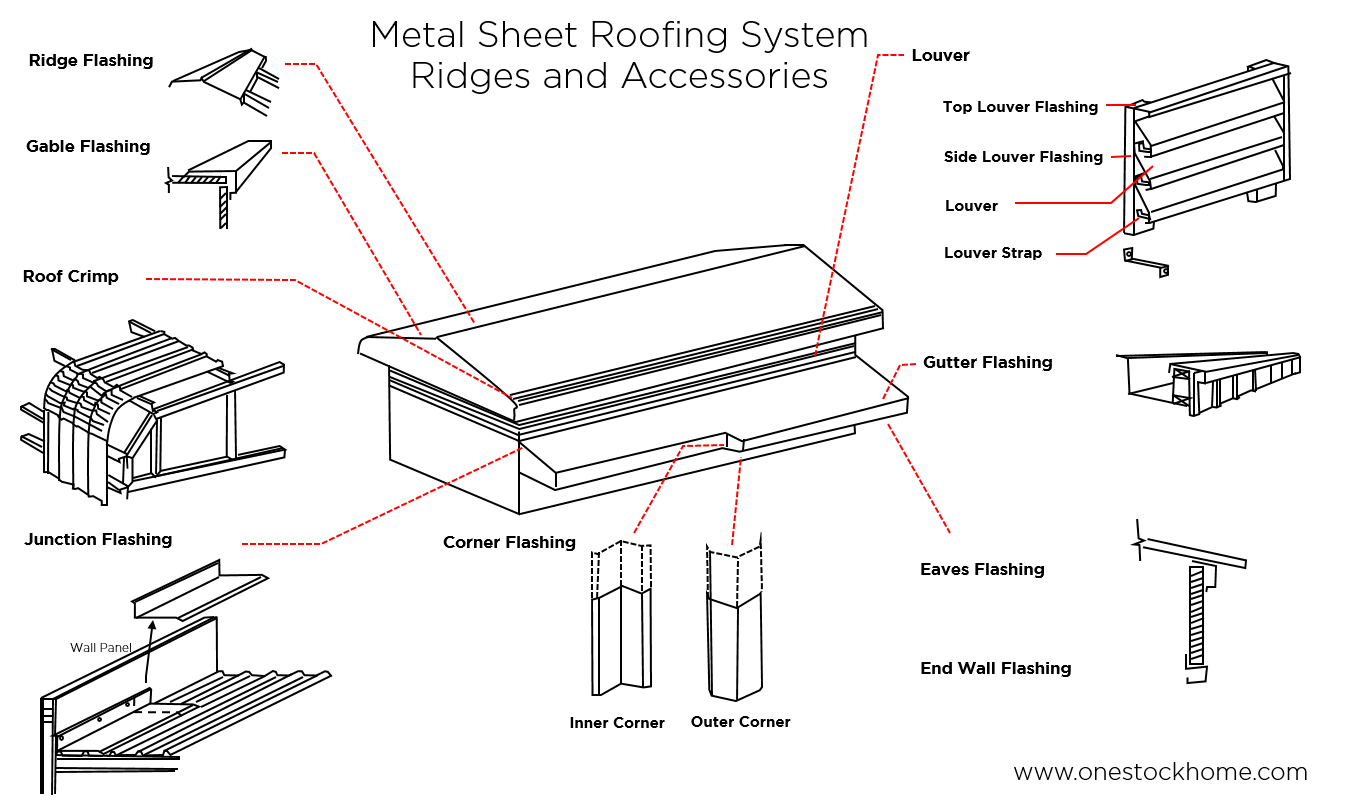 Metal Sheet Roofing System
Ridges and Accessories
Ridge Flashing
Gable Flashing
Roof Crimp
Junction Flashing
Wall Panel
Corner Flashing
Inner Corner
Outer Corner
Louver
Top Louver Flashing
Side Louver Flashing
Louver
Louver Strap
Gutter Flashing
Eaves Flashing
End Wall Flashing
www.onestockhome.com